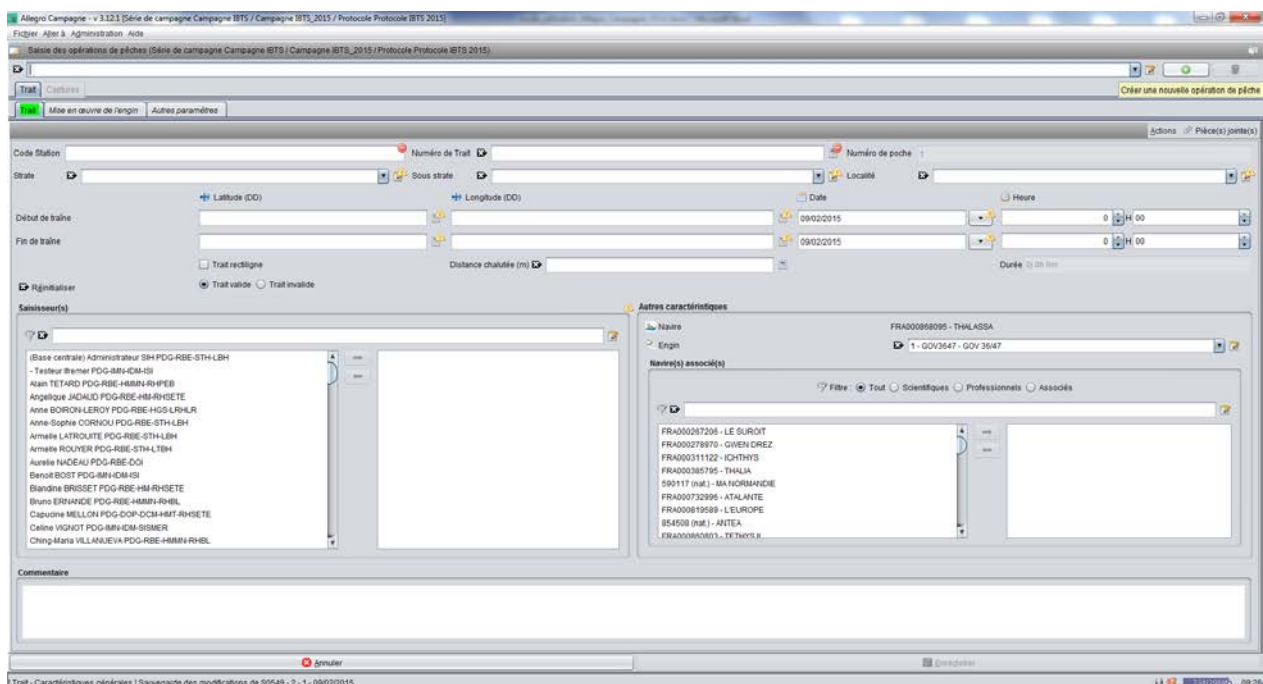 Allegro Campagne - v 3.12.1 [Série de campagne Campagne IBTS / Campagne IBTS_2015 / Protocole Protocole IBTS 2015]
Fichier Aller à Administration Aide
Saisie des opérations de pêches (Série de campagne Campagne IBTS / Campagne IBTS_2015 / Protocole Protocole IBTS 2015)
Trait Captures
Créer une nouvelle opération de pêche
Trait Mise en œuvre de l'engin Autres paramètres
Actions Pièce(s) jointe(s)
Code Station Numéro de Trait Numéro de poche :
Strate Sous strate Localité
Latitude (DD) Longitude (DD) Date Heure
Début de traîne 09/02/2015 0 H 00
Fin de traîne 09/02/2015 0 H 00
Trait rectiligne Distance chalutée (m) Durée
Réinitialiser Trait valide Trait invalide
Saisisseur(s)
(Base centrale) Administrateur SIH PDG-RBE-STH-LBH
- Testeur Ifremer PDG-IMN-IDM-ISI
Alain TETARD PDG-RBE-HMMN-RHPEB
Angelique JADAUD PDG-RBE-HM-RHSETE
Anne BOIRON-LEROY PDG-RBE-HGS-LRHLR
Anne-Sophie CORNOU PDG-RBE-STH-LBH
Armelle LATROUITE PDG-RBE-STH-LBH
Armelle ROUYER PDG-RBE-STH-LTBH
Aurelie NADEAU PDG-RBE-DOI
Benoit BOST PDG-IMN-IDM-ISI
Blandine BRISSET PDG-RBE-HM-RHSETE
Bruno ERNANDE PDG-RBE-HMMN-RHBL
Capucine MELLON PDG-DOP-DCM-HMT-RHSETE
Celine VIGNOT PDG-IMN-IDM-SISMER
Ching-Maria VILLANUEVA PDG-RBE-HMMN-RHBL
Autres caractéristiques
Navire FRA000868095 - THALASSA
Engin 1 - GOV3647 - GOV 36/47
Navire(s) associé(s)
Filtre : Tout Scientifiques Professionnels Associés
FRA000267206 - LE SUROIT
FRA000278970 - GWEN DREZ
FRA000311122 - ICHTHYS
FRA000385795 - THALIA
590117 (nat.) - MA NORMANDIE
FRA000732996 - ATALANTE
FRA000819589 - L'EUROPE
854508 (nat.) - ANTEA
FRA000860803 - TETHYS II
Commentaire
Annuler Enregistrer
Trait - Caractéristiques générales | Sauvegarde des modifications de S0549 - 2 - 1 - 09/02/2015 09:26